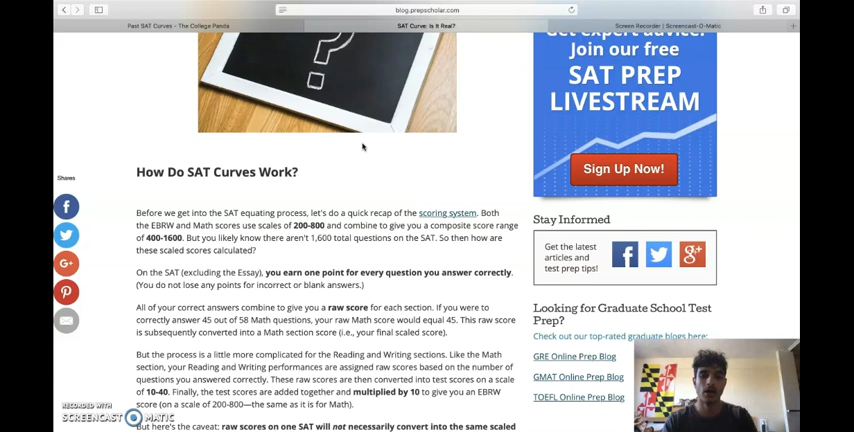 blog.prepscholar.com
Past SAT Curves - The College Panda
SAT Curve: Is It Real?
Screen Recorder | Screencast-O-Matic
?
Get expert advice?
Join our free
SAT PREP
LIVESTREAM
Sign Up Now!
How Do SAT Curves Work?
Shares
Before we get into the SAT equating process, let's do a quick recap of the scoring system. Both
the EBRW and Math scores use scales of 200-800 and combine to give you a composite score range
of 400-1600. But you likely know there aren't 1,600 total questions on the SAT. So then how are
these scaled scores calculated?
On the SAT (excluding the Essay), you earn one point for every question you answer correctly.
(You do not lose any points for incorrect or blank answers.)
All of your correct answers combine to give you a raw score for each section. If you were to
correctly answer 45 out of 58 Math questions, your raw Math score would equal 45. This raw score
is subsequently converted into a Math section score (i.e., your final scaled score).
But the process is a little more complicated for the Reading and Writing sections. Like the Math
section, your Reading and Writing performances are assigned raw scores based on the number of
questions you answered correctly. These raw scores are then converted into test scores on a scale
of 10-40. Finally, the test scores are added together and multiplied by 10 to give you an EBRW
score (on a scale of 200-800—the same as it is for Math).
But here's the caveat: raw scores on one SAT will not necessarily convert into the same scaled
Stay Informed
Get the latest
articles and
test prep tips!
Looking for Graduate School Test
Prep?
Check out our top-rated graduate blogs here:
GRE Online Prep Blog
GMAT Online Prep Blog
TOEFL Online Prep Blog
RECORDED WITH
SCREENCAST MATIC